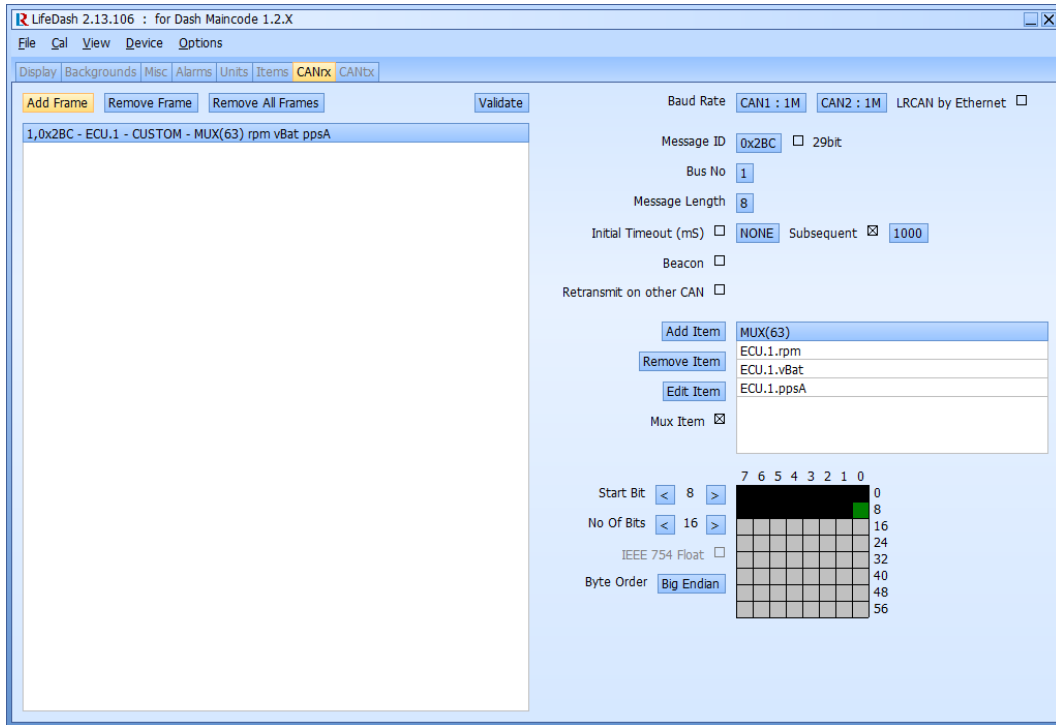 LifeDash 2.13.106 : for Dash Maincode 1.2.X
File Cal View Device Options
Display Backgrounds Misc Alarms Units Items CANrx CANtx
Add Frame Remove Frame Remove All Frames Validate
1,0x2BC - ECU.1 - CUSTOM - MUX(63) rpm vBat ppsA
Baud Rate CAN1 : 1M CAN2 : 1M LRCAN by Ethernet
Message ID 0x2BC 29bit
Bus No 1
Message Length 8
Initial Timeout (mS) NONE Subsequent 1000
Beacon
Retransmit on other CAN
Add Item
Remove Item
Edit Item
Mux Item
MUX(63)
ECU.1.rpm
ECU.1.vBat
ECU.1.ppsA
Start Bit < 8 >
No Of Bits < 16 >
IEEE 754 Float
Byte Order Big Endian
7 6 5 4 3 2 1 0
0
8
16
24
32
40
48
56